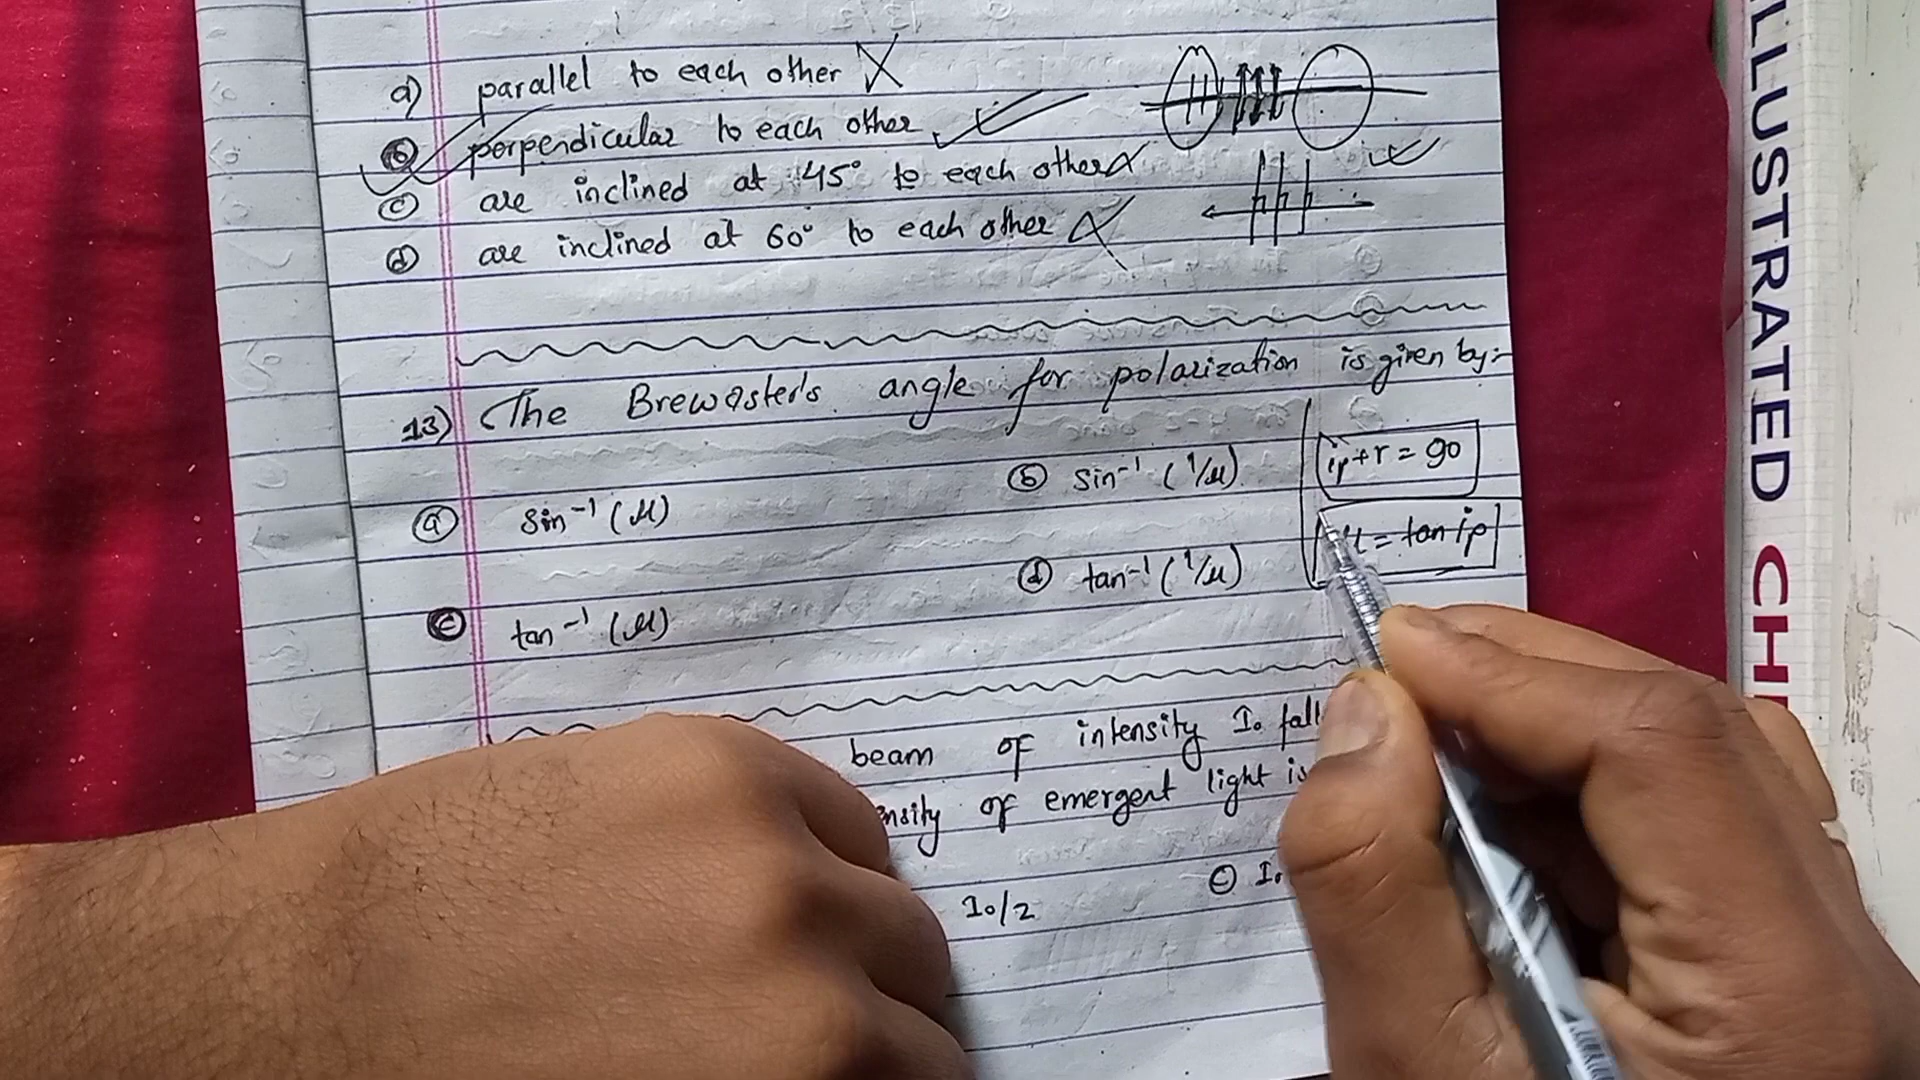 a) parallel to each other
b perpendicular to each other
c are inclined at 45° to each other
d are inclined at 60° to each other
13) The Brewster's angle for polarization is given by:-
a sin⁻¹ (μ)
b sin⁻¹ (1/μ)
ip+r = 90
μ = tan ip
c tan⁻¹ (μ)
d tan⁻¹ (1/μ)
beam of intensity I₀ fall
ensity of emergent light is
I₀/2
c I₀
LLUSTRATED CH